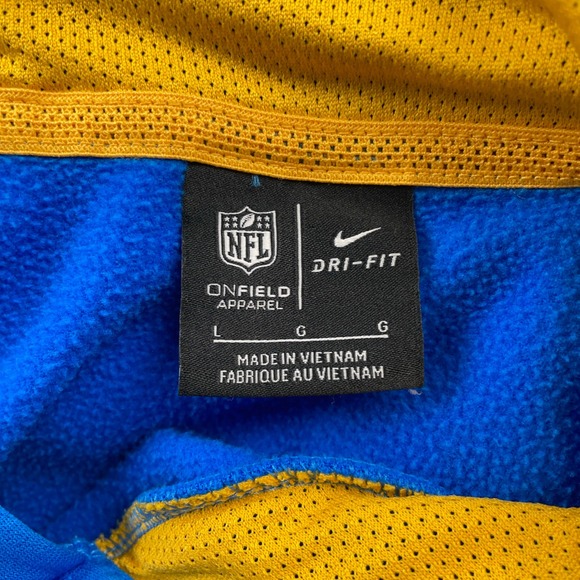 NFL
DRI-FIT
ONFIELD
APPAREL
L G G
MADE IN VIETNAM
FABRIQUE AU VIETNAM